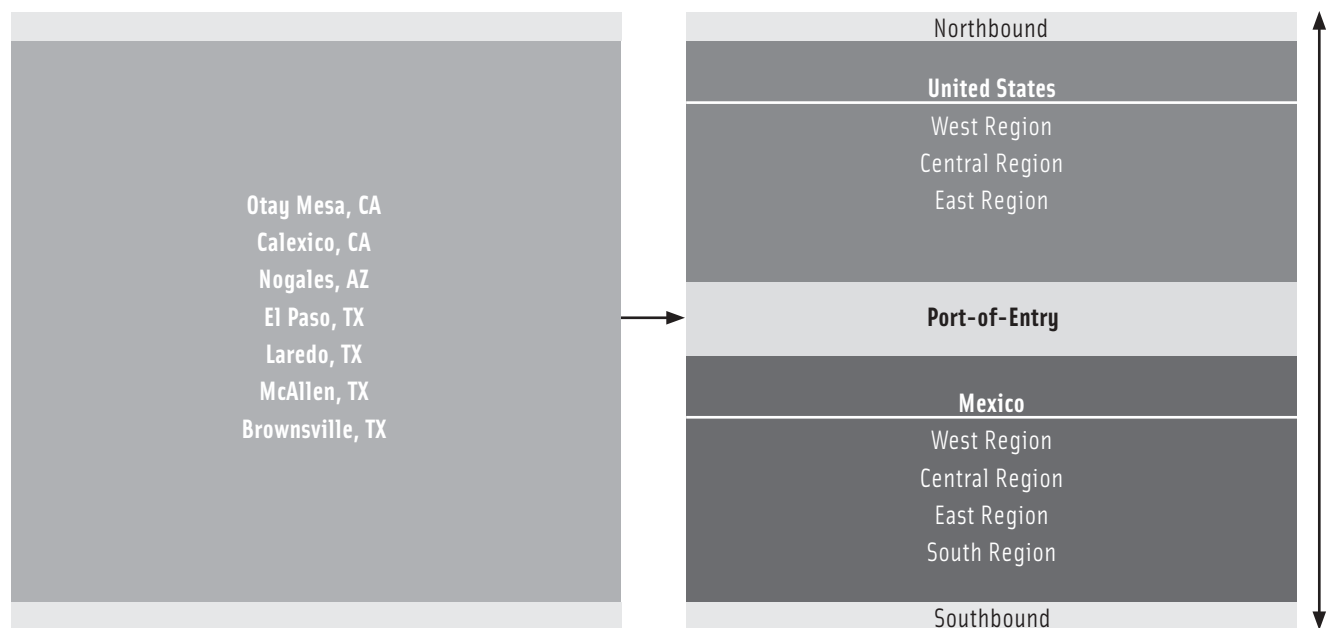 Otay Mesa, CA
Calexico, CA
Nogales, AZ
El Paso, TX
Laredo, TX
McAllen, TX
Brownsville, TX
Northbound
United States
West Region
Central Region
East Region
Port-of-Entry
Mexico
West Region
Central Region
East Region
South Region
Southbound